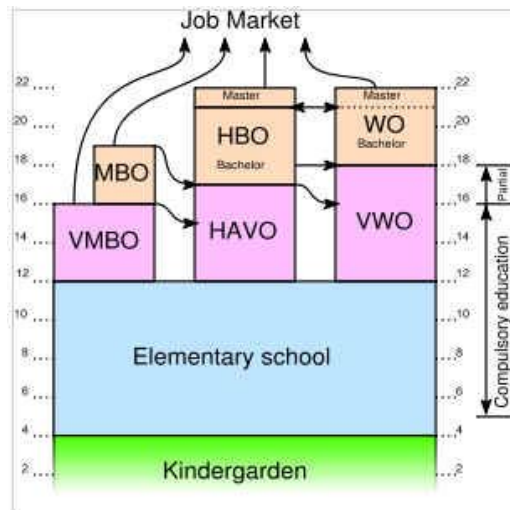 Job Market
22
20
18
16
14
12
10
8
6
4
2
Master
HBO
Bachelor
Master
WO
Bachelor
MBO
VMBO
HAVO
VWO
Elementary school
Kindergarden
22
20
18
16
14
12
10
8
6
4
2
Partial
Compulsory education